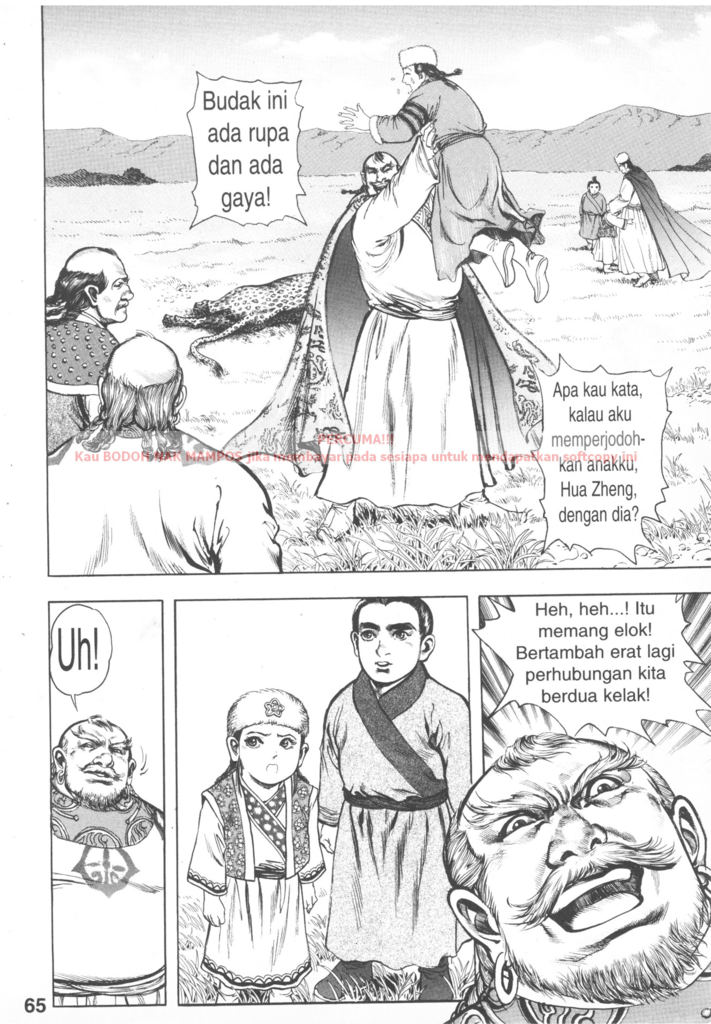 Budak ini
ada rupa
dan ada
gaya!
Apa kau kata,
kalau aku
memperjodoh-
kan anakku,
Hua Zheng,
dengan dia?
PERCUMA!!!
Kau BODOH NAK MAMPOS jika membayar pada sesiapa untuk mendapatkan softcopy ini
Uh!
Heh, heh...! Itu
memang elok!
Bertambah erat lagi
perhubungan kita
berdua kelak!
65